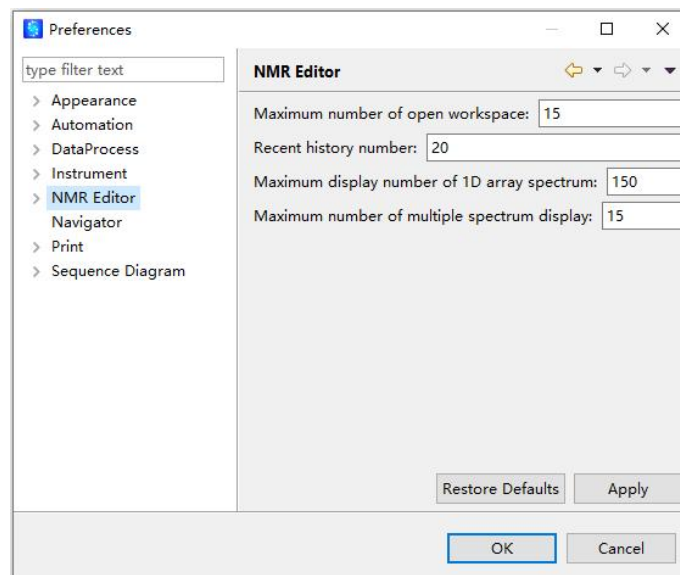 Preferences
type filter text
Appearance
Automation
DataProcess
Instrument
NMR Editor
Navigator
Print
Sequence Diagram
NMR Editor
Maximum number of open workspace: 15
Recent history number: 20
Maximum display number of 1D array spectrum: 150
Maximum number of multiple spectrum display: 15
Restore Defaults Apply
OK Cancel